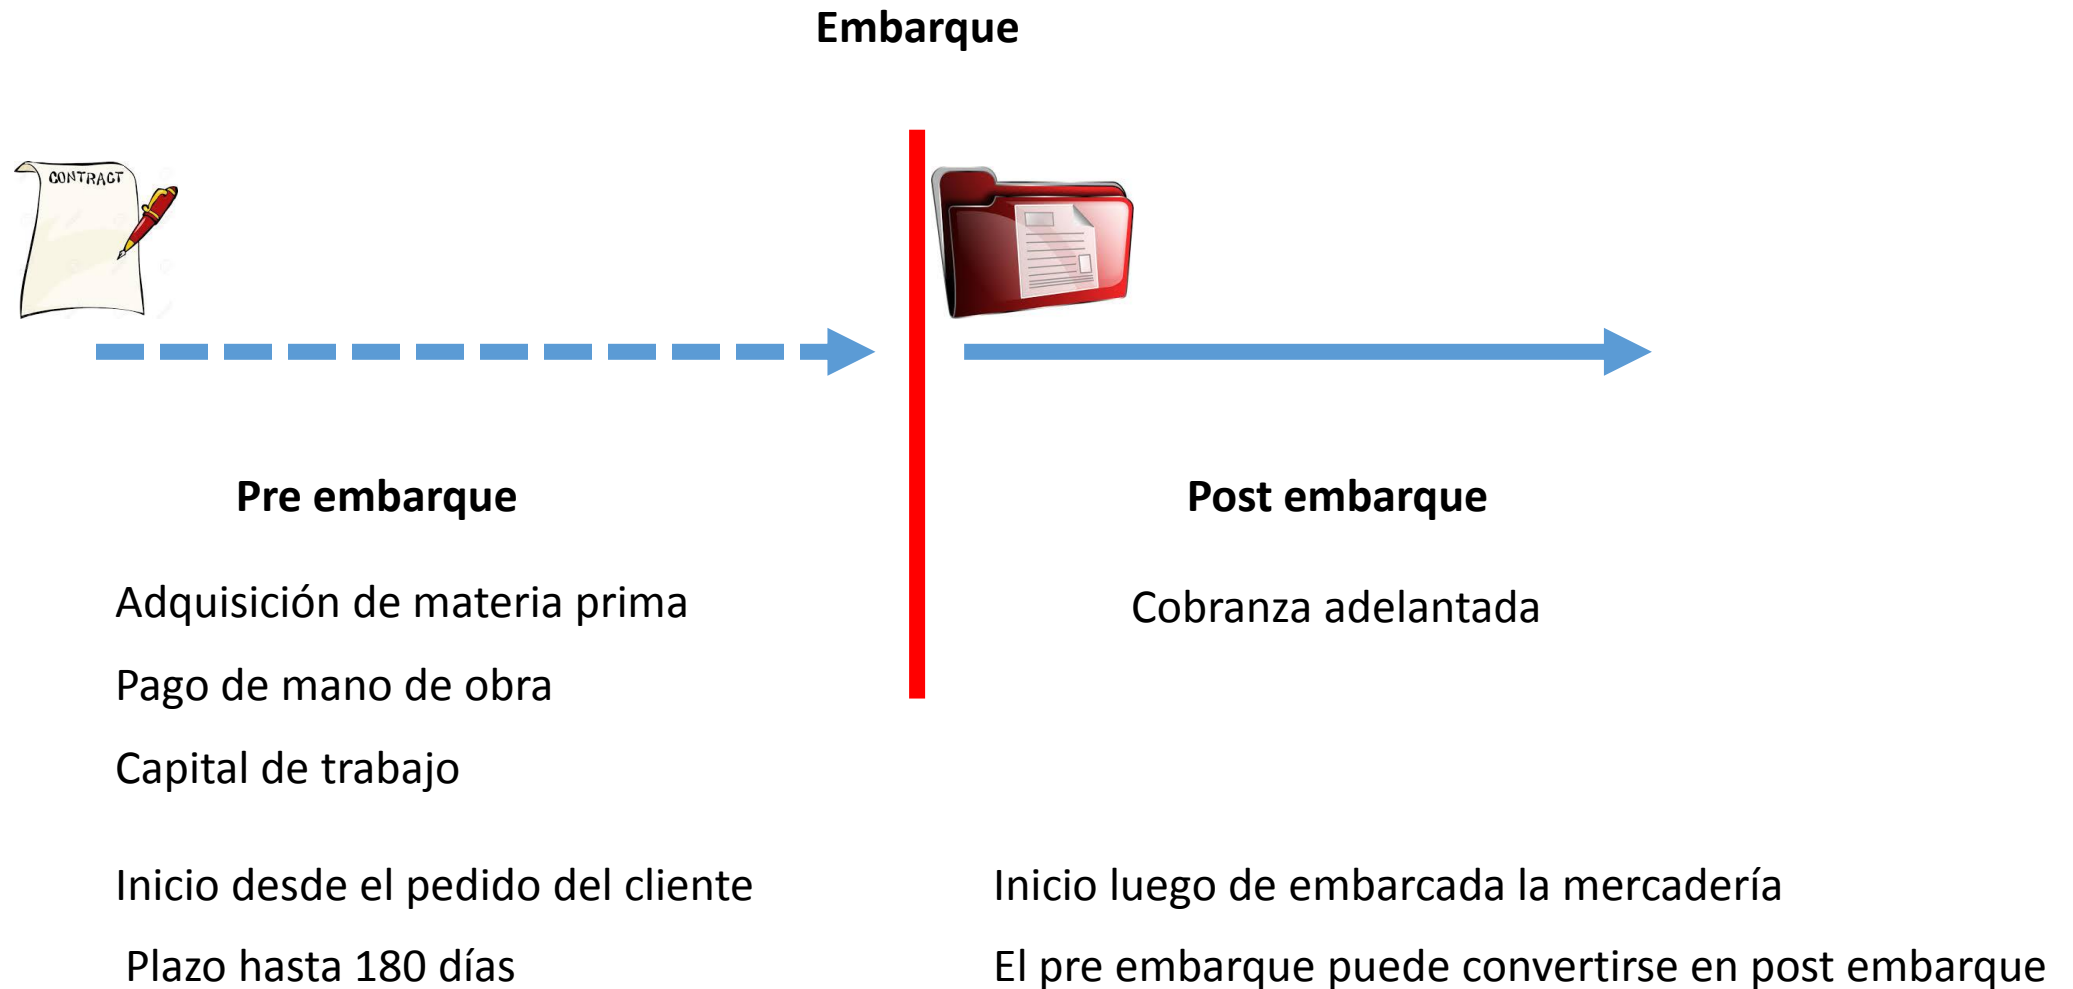 Embarque
CONTRACT
Pre embarque
Adquisición de materia prima
Pago de mano de obra
Capital de trabajo
Inicio desde el pedido del cliente
Plazo hasta 180 días
Post embarque
Cobranza adelantada
Inicio luego de embarcada la mercadería
El pre embarque puede convertirse en post embarque